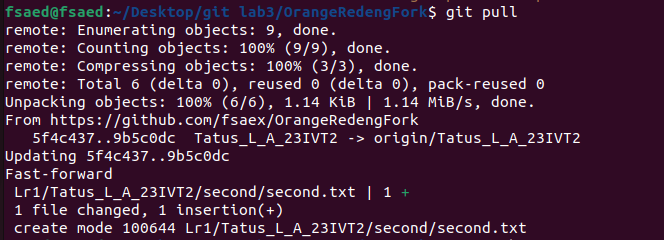 fsaed@fsaed:~/Desktop/git lab3/OrangeRedengFork$ git pull
remote: Enumerating objects: 9, done.
remote: Counting objects: 100% (9/9), done.
remote: Compressing objects: 100% (3/3), done.
remote: Total 6 (delta 0), reused 0 (delta 0), pack-reused 0
Unpacking objects: 100% (6/6), 1.14 KiB | 1.14 MiB/s, done.
From https://github.com/fsaex/OrangeRedengFork
   5f4c437..9b5c0dc  Tatus_L_A_23IVT2 -> origin/Tatus_L_A_23IVT2
Updating 5f4c437..9b5c0dc
Fast-forward
 Lr1/Tatus_L_A_23IVT2/second/second.txt | 1 +
 1 file changed, 1 insertion(+)
 create mode 100644 Lr1/Tatus_L_A_23IVT2/second/second.txt